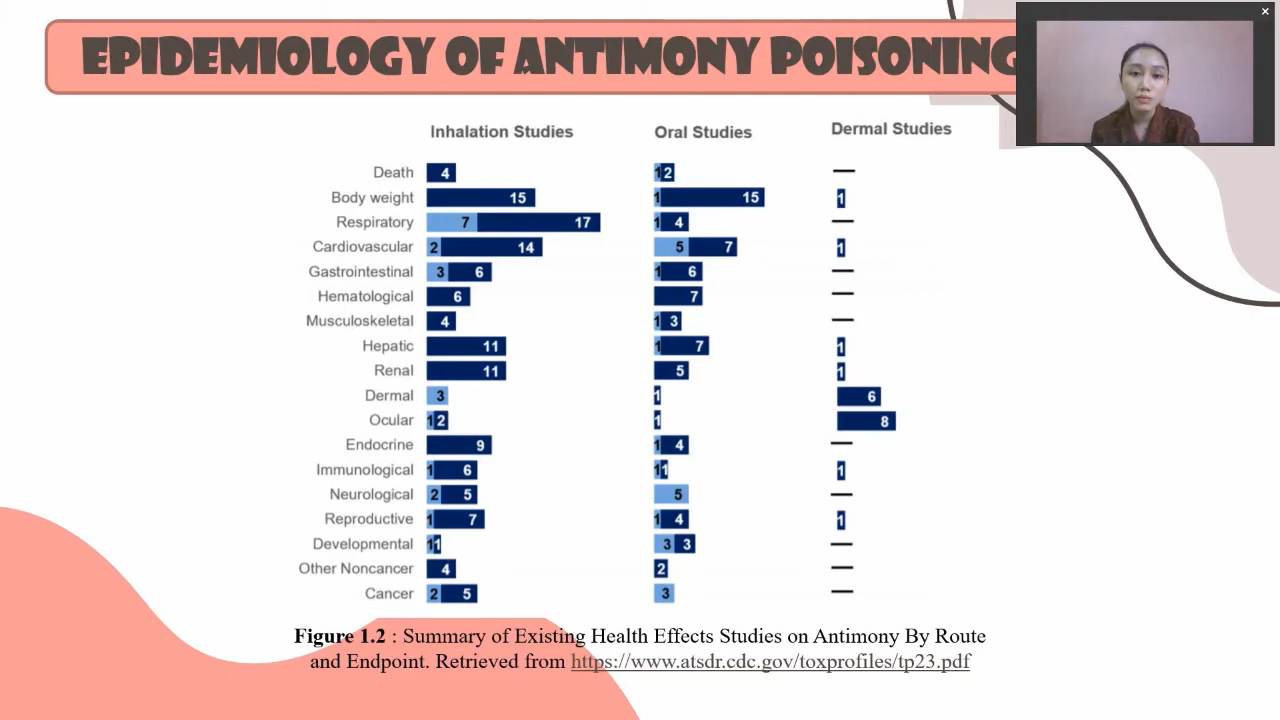 EPIDEMIOLOGY OF ANTIMONY POISONING
Inhalation Studies Oral Studies Dermal Studies
Death 4 1 2 —
Body weight 15 1 15 1
Respiratory 7 17 1 4 —
Cardiovascular 2 14 5 7 1
Gastrointestinal 3 6 1 6 —
Hematological 6 7 —
Musculoskeletal 4 1 3 —
Hepatic 11 1 7 1
Renal 11 5 1
Dermal 3 1 6
Ocular 1 2 1 8
Endocrine 9 1 4 —
Immunological 1 6 1 1 1
Neurological 2 5 5 —
Reproductive 1 7 1 4 1
Developmental 1 1 3 3 —
Other Noncancer 4 2 —
Cancer 2 5 3 —
Figure 1.2 : Summary of Existing Health Effects Studies on Antimony By Route
and Endpoint. Retrieved from https://www.atsdr.cdc.gov/toxprofiles/tp23.pdf